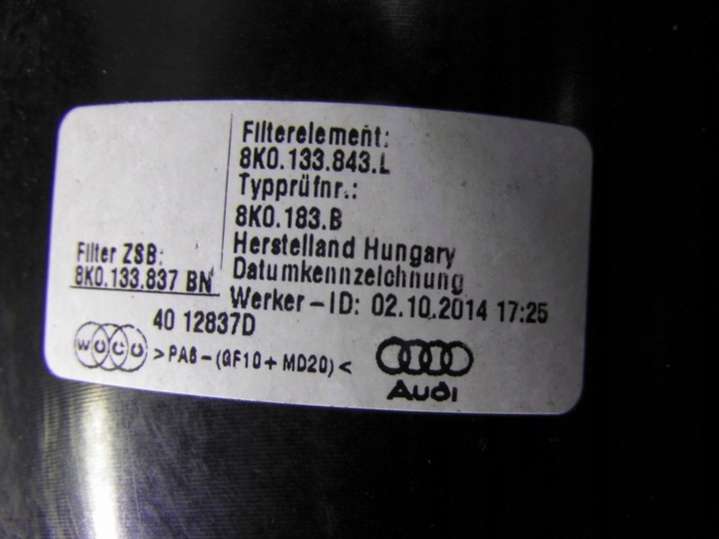 Filterelement:
8K0.133.843.L
Typprüfnr.:
8K0.183.B
Filter ZSB:
8K0.133.837 BN
Herstelland Hungary
Datumkennzeichnung
Werker-ID: 02.10.2014 17:25
40 12837D
WOCO >PA6-(GF10+MD20)<
Audi